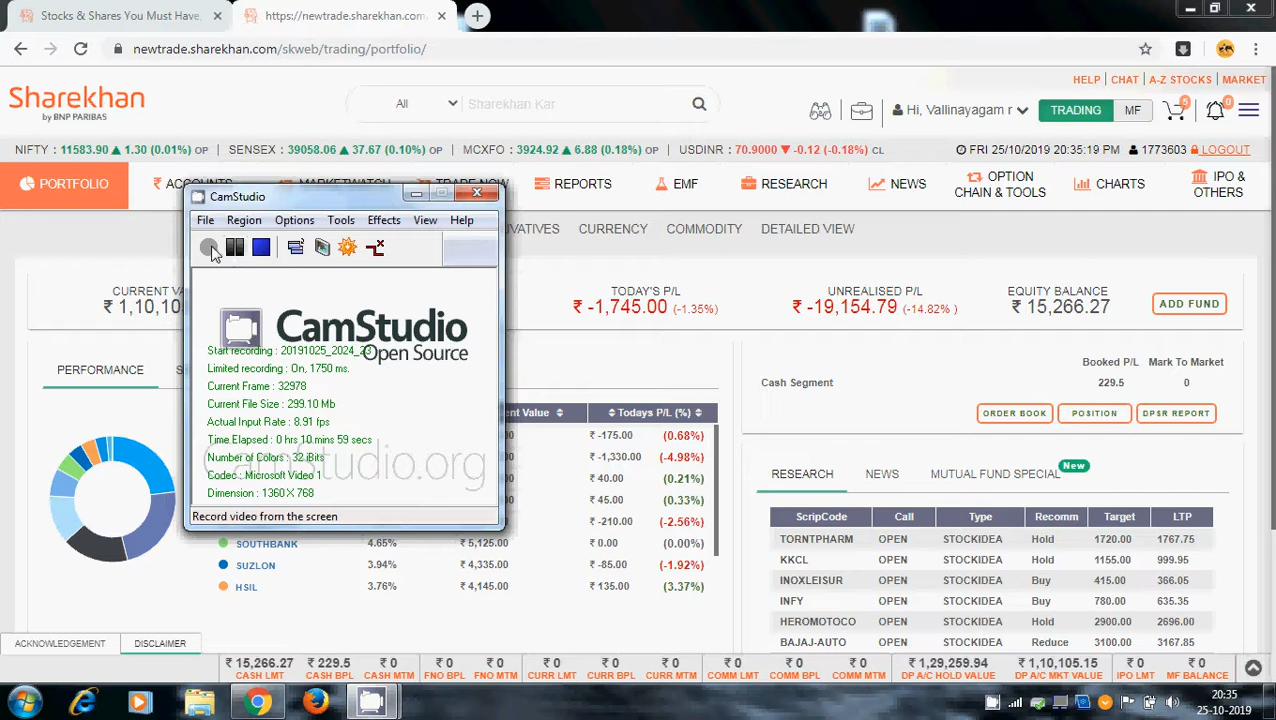 Stocks & Shares You Must Have
https://newtrade.sharekhan.com
newtrade.sharekhan.com/skweb/trading/portfolio/
HELP | CHAT | A-Z STOCKS | MARKET
Sharekhan
by BNP PARIBAS
All
Sharekhan Kar
Hi, Vallinayagam r
TRADING
MF
5
0
NIFTY: 11583.90 ▲ 1.30 (0.01%) OP
SENSEX: 39058.06 ▲ 37.67 (0.10%) OP
MCXFO: 3924.92 ▲ 6.88 (0.18%) OP
USDINR: 70.9000 ▼ -0.12 (-0.18%) CL
FRI 25/10/2019 20:35:19 PM
1773603
LOGOUT
PORTFOLIO
₹ ACCOUNTS
MARKETWATCH
REPORTS
EMF
RESEARCH
NEWS
OPTION
CHAIN & TOOLS
CHARTS
IPO &
OTHERS
CURRENCY
COMMODITY
DETAILED VIEW
CamStudio
File
Region
Options
Tools
Effects
View
Help
CamStudio
Open Source
Start recording : 20191025_2024_23
Limited recording : On, 1750 ms.
Current Frame : 32978
Current File Size : 299.10 Mb
Actual Input Rate : 8.91 fps
Time Elapsed : 0 hrs 10 mins 59 secs
CamStudio.org
Number of Colors : 32 Bits
Codec : Microsoft Video 1
Dimension : 1360 X 768
Record video from the screen
₹ 1,10,10
TODAY'S P/L
₹ -1,745.00 (-1.35%)
UNREALISED P/L
₹ -19,154.79 (-14.82 %)
EQUITY BALANCE
₹ 15,266.27
ADD FUND
PERFORMANCE
Value
Todays P/L (%)
₹ -175.00 (0.68%)
₹ -1,330.00 (-4.98%)
₹ 40.00 (0.21%)
₹ 45.00 (0.33%)
₹ -210.00 (-2.56%)
SOUTHBANK 4.65% ₹ 5,125.00 ₹ 0.00 (0.00%)
SUZLON 3.94% ₹ 4,335.00 ₹ -85.00 (-1.92%)
HSIL 3.76% ₹ 4,145.00 ₹ 135.00 (3.37%)
Booked P/L Mark To Market
Cash Segment 229.5 0
ORDER BOOK
POSITION
DPSR REPORT
RESEARCH
NEWS
MUTUAL FUND SPECIAL
New
ScripCode Call Type Recomm Target LTP
TORNTPHARM OPEN STOCKIDEA Hold 1720.00 1767.75
KKCL OPEN STOCKIDEA Hold 1155.00 999.95
INOXLEISUR OPEN STOCKIDEA Buy 415.00 366.05
INFY OPEN STOCKIDEA Buy 780.00 635.35
HEROMOTOCO OPEN STOCKIDEA Hold 2900.00 2696.00
BAJAJ-AUTO OPEN STOCKIDEA Reduce 3100.00 3167.85
ACKNOWLEDGEMENT
DISCLAIMER
₹ 15,266.27 ₹ 229.5 ₹ 0 ₹ 0 ₹ 0 ₹ 0 ₹ 0 ₹ 0 ₹ 0 ₹ 0 ₹ 0 ₹ 1,29,259.94 ₹ 1,10,105.15 ₹ 0 ₹ 0
CASH LMT CASH BPL CASH MTM FNO BPL FNO MTM CURR LMT CURR BPL CURR MTM COMM LMT COMM BPL COMM MTM DP A/C HOLD VALUE DP A/C MKT VALUE IPO LMT MF BALANCE
20:35
25-10-2019